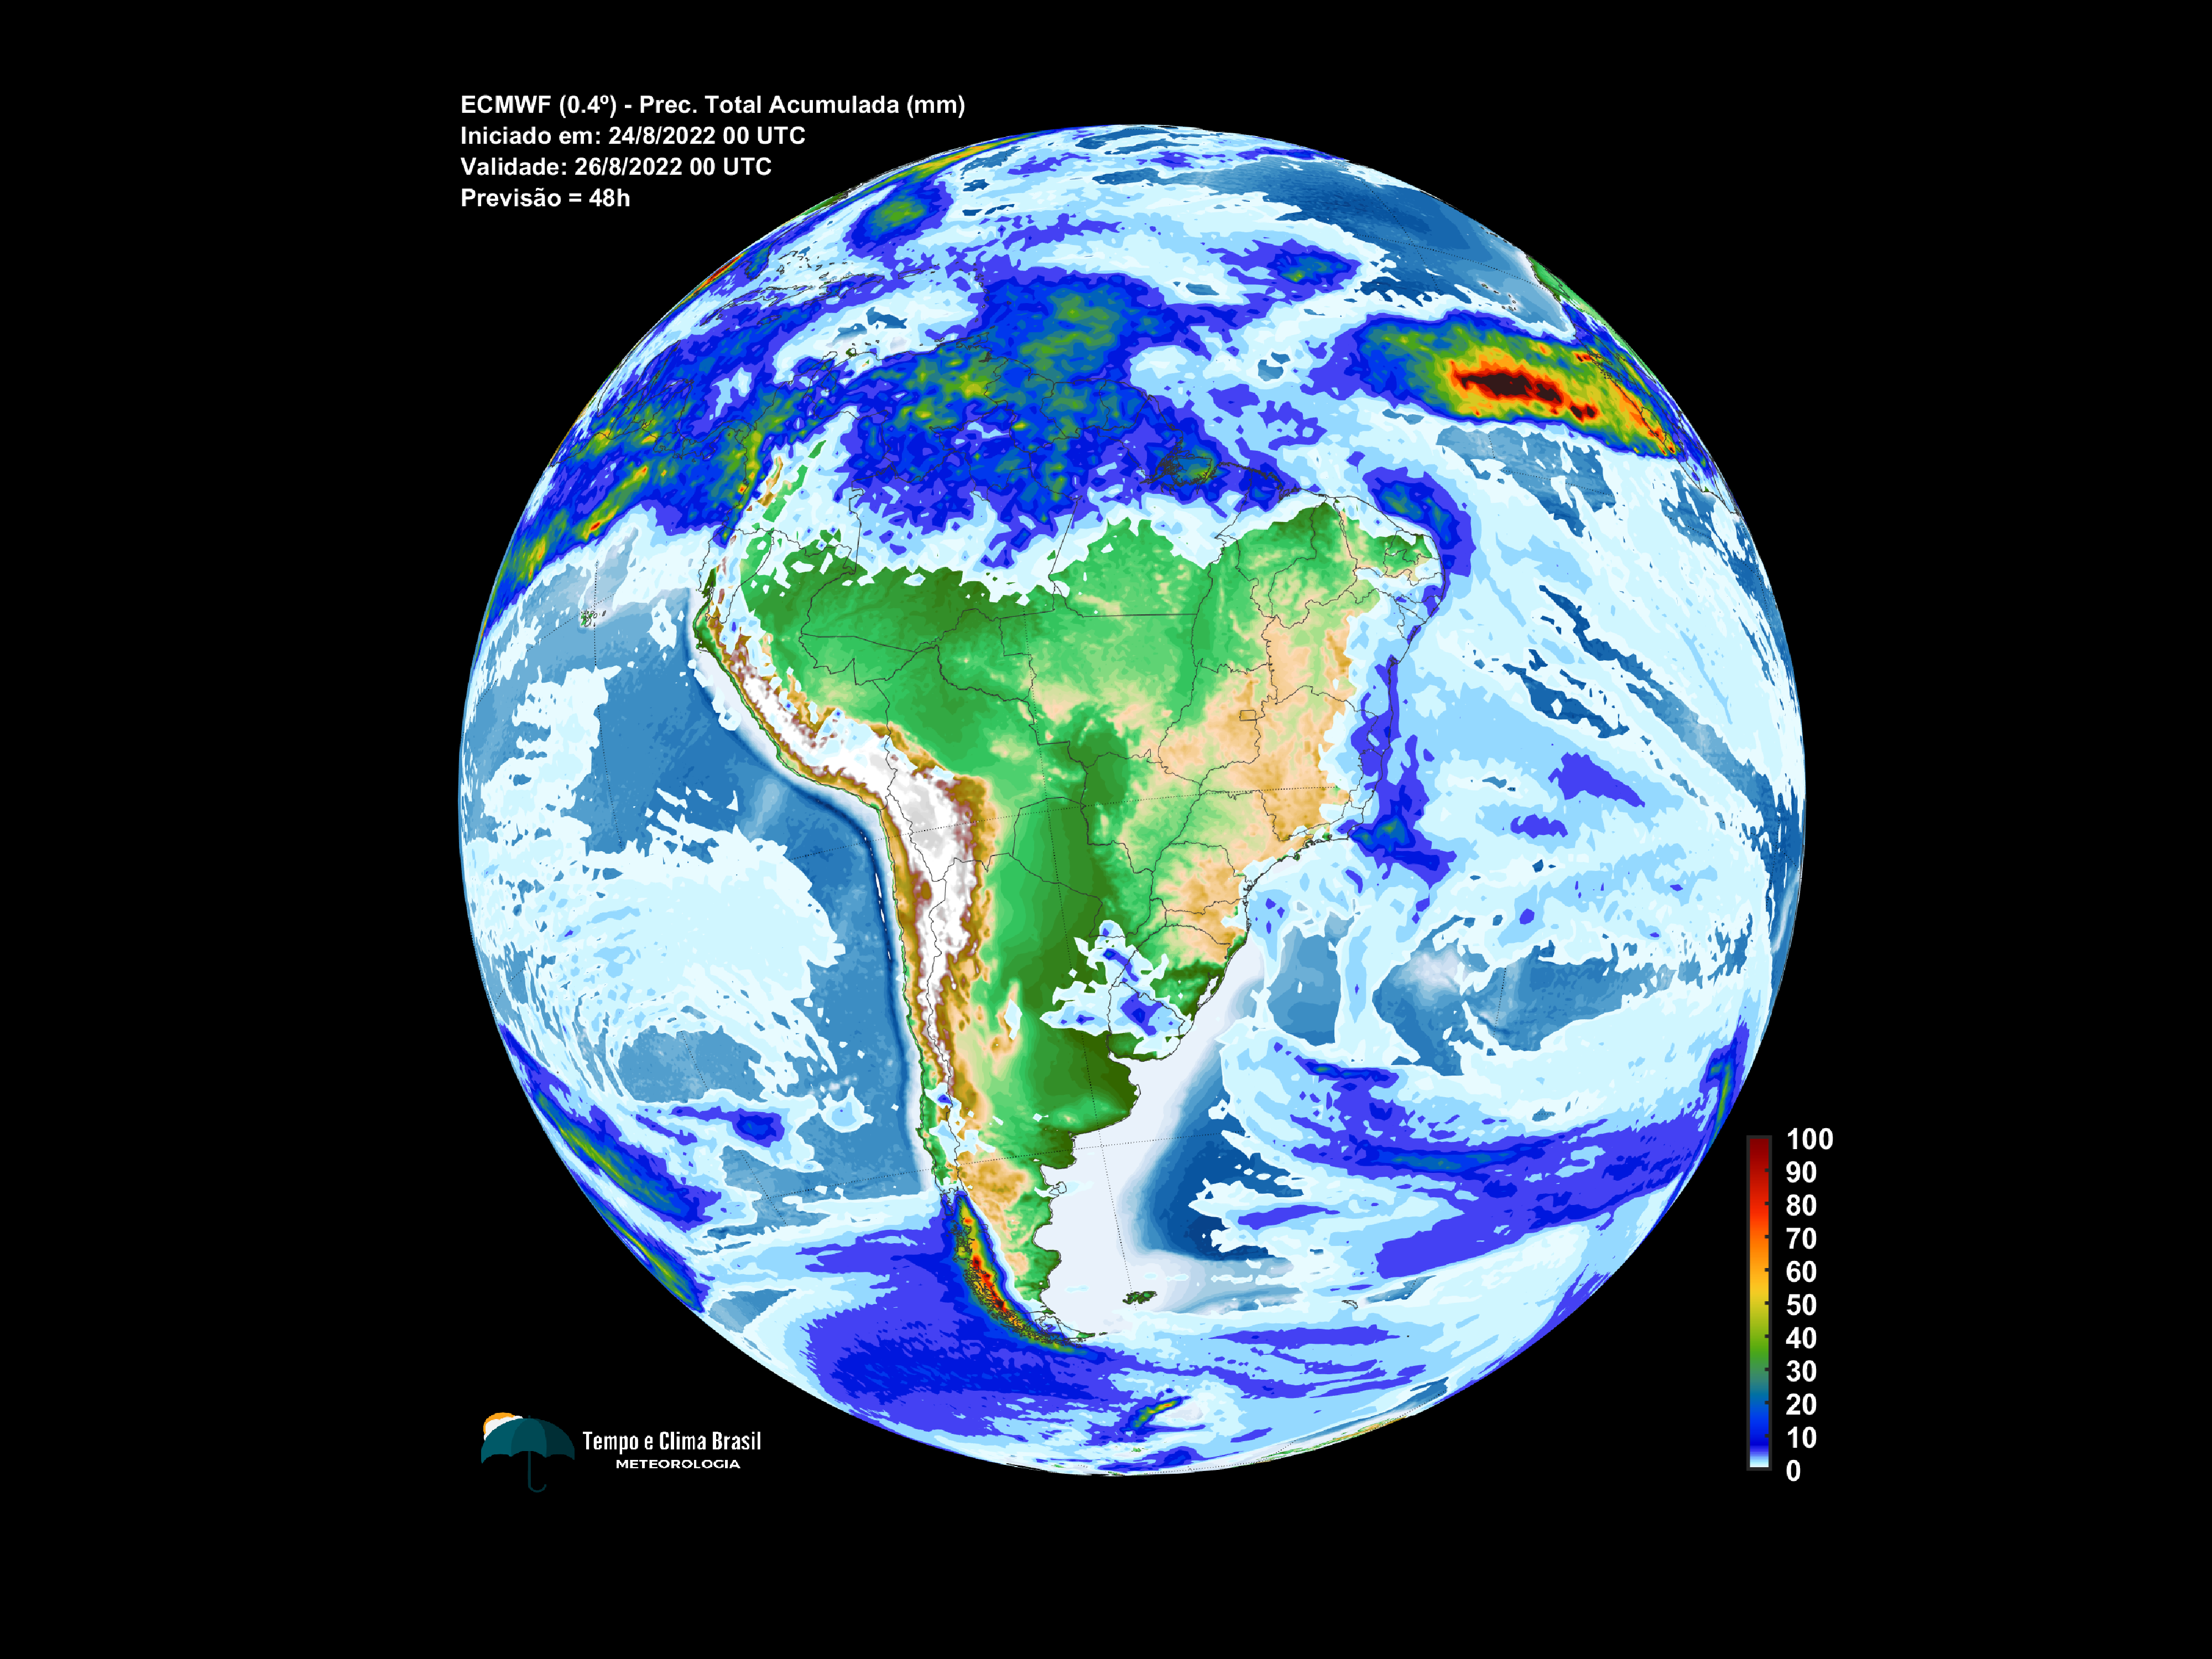 ECMWF (0.4º) - Prec. Total Acumulada (mm)
Iniciado em: 24/8/2022 00 UTC
Validade: 26/8/2022 00 UTC
Previsão = 48h
100
90
80
70
60
50
40
30
20
10
0
Tempo e Clima Brasil
METEOROLOGIA